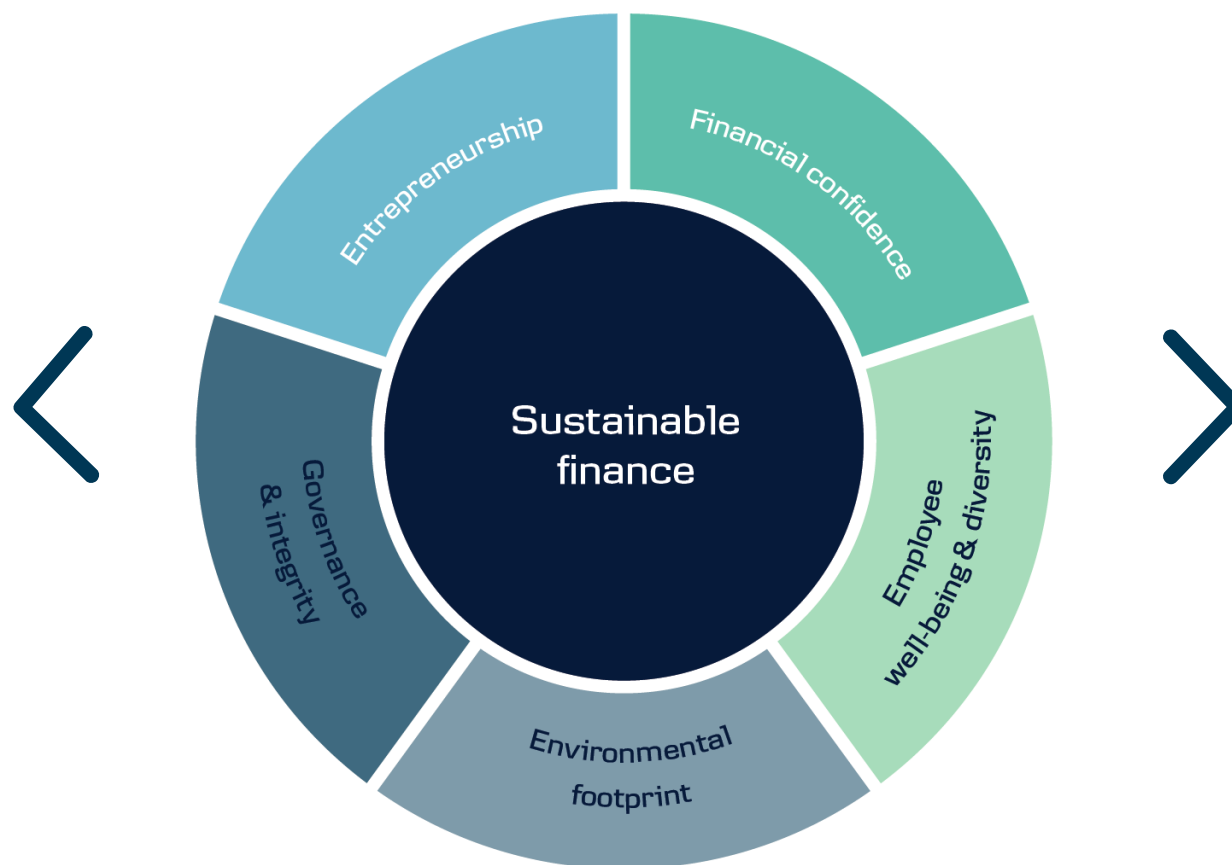 Entrepreneurship
Financial confidence
Sustainable
finance
Governance
& integrity
Employee
well-being & diversity
Environmental
footprint